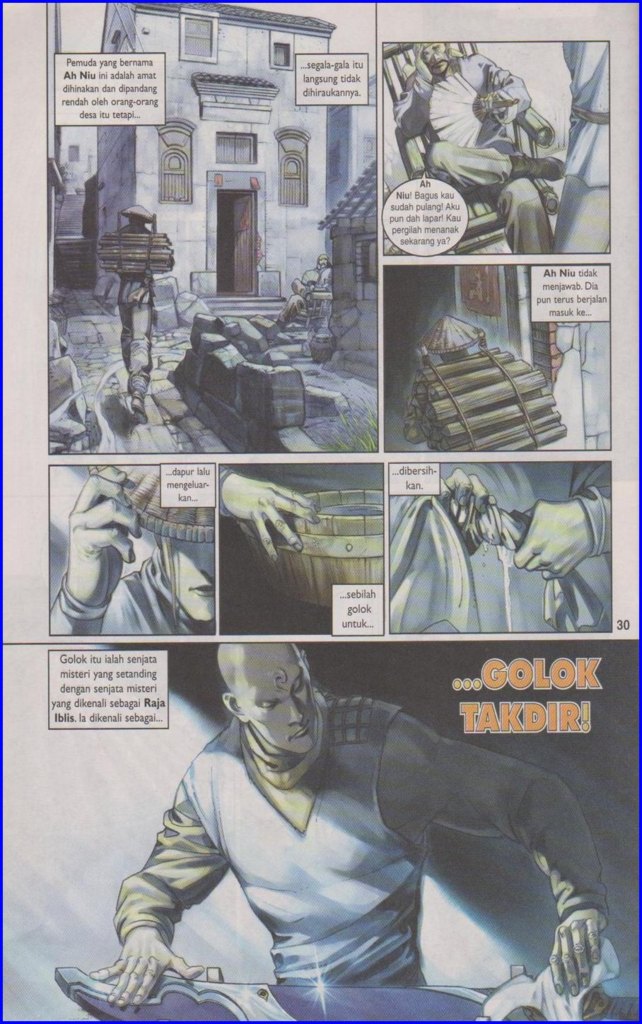 Pemuda yang bernama
Ah Niu ini adalah amat
dihinakan dan dipandang
rendah oleh orang-orang
desa itu tetapi...
...segala-gala itu
langsung tidak
dihiraukannya.
Ah
Niu! Bagus kau
sudah pulang! Aku
pun dah lapar! Kau
pergilah menanak
sekarang ya?
Ah Niu tidak
menjawab. Dia
pun terus berjalan
masuk ke...
...dapur lalu
mengeluar-
kan...
...sebilah
golok
untuk...
...dibersih-
kan.
30
Golok itu ialah senjata
misteri yang setanding
dengan senjata misteri
yang dikenali sebagai Raja
Iblis. Ia dikenali sebagai...
...GOLOK
TAKDIR!